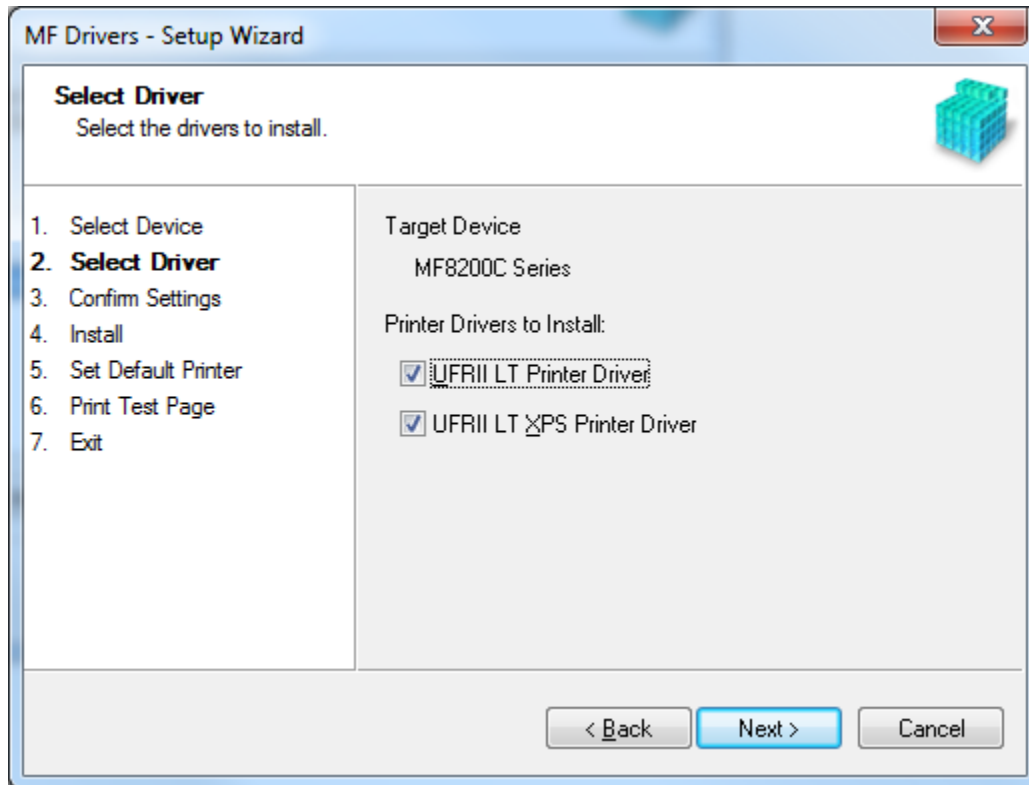 MF Drivers - Setup Wizard
Select Driver
Select the drivers to install.
1. Select Device
2. Select Driver
3. Confirm Settings
4. Install
5. Set Default Printer
6. Print Test Page
7. Exit
Target Device
MF8200C Series
Printer Drivers to Install:
UFRII LT Printer Driver
UFRII LT XPS Printer Driver
< Back
Next >
Cancel